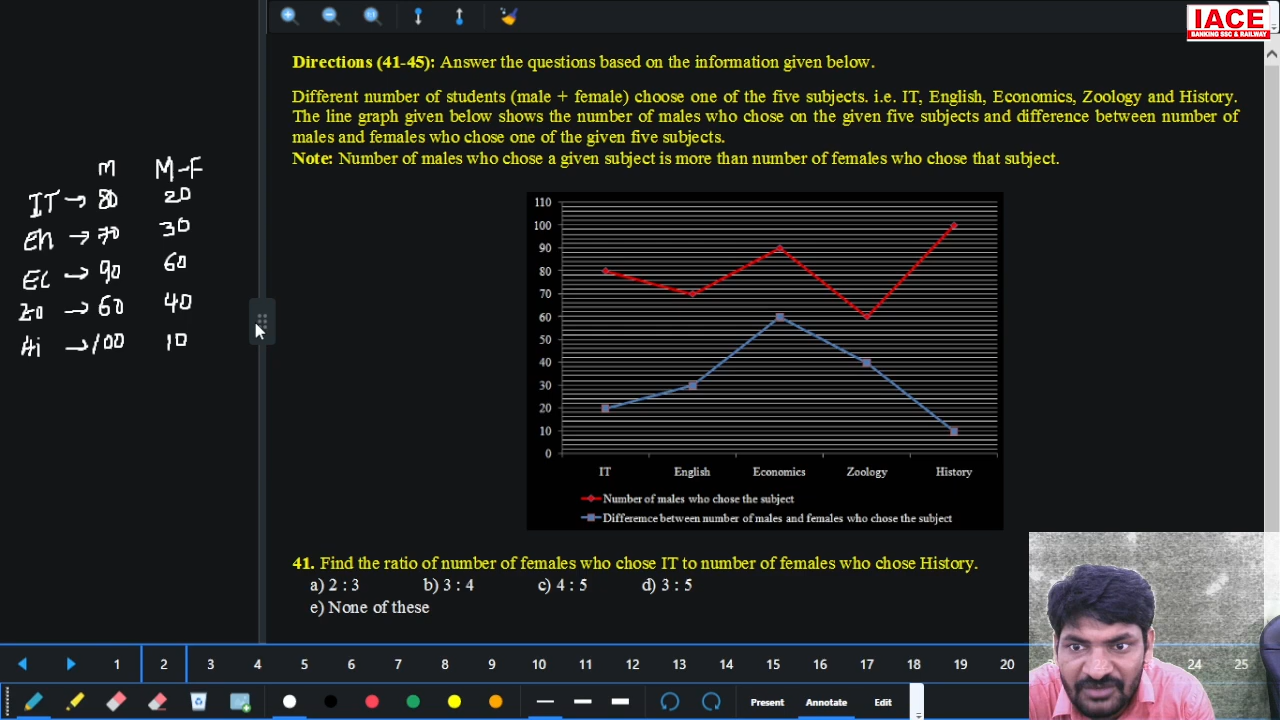 IACE
BANKING SSC & RAILWAY
Directions (41-45): Answer the questions based on the information given below.
Different number of students (male + female) choose one of the five subjects. i.e. IT, English, Economics, Zoology and History.
The line graph given below shows the number of males who chose on the given five subjects and difference between number of
males and females who chose one of the given five subjects.
Note: Number of males who chose a given subject is more than number of females who chose that subject.
M M-F
IT → 80 20
En → 70 30
Ec → 90 60
Zo → 60 40
Hi → 100 10
110
100
90
80
70
60
50
40
30
20
10
0
IT English Economics Zoology History
Number of males who chose the subject
Difference between number of males and females who chose the subject
41. Find the ratio of number of females who chose IT to number of females who chose History.
a) 2 : 3 b) 3 : 4 c) 4 : 5 d) 3 : 5
e) None of these
1 2 3 4 5 6 7 8 9 10 11 12 13 14 15 16 17 18 19 20 24 25
Present Annotate Edit